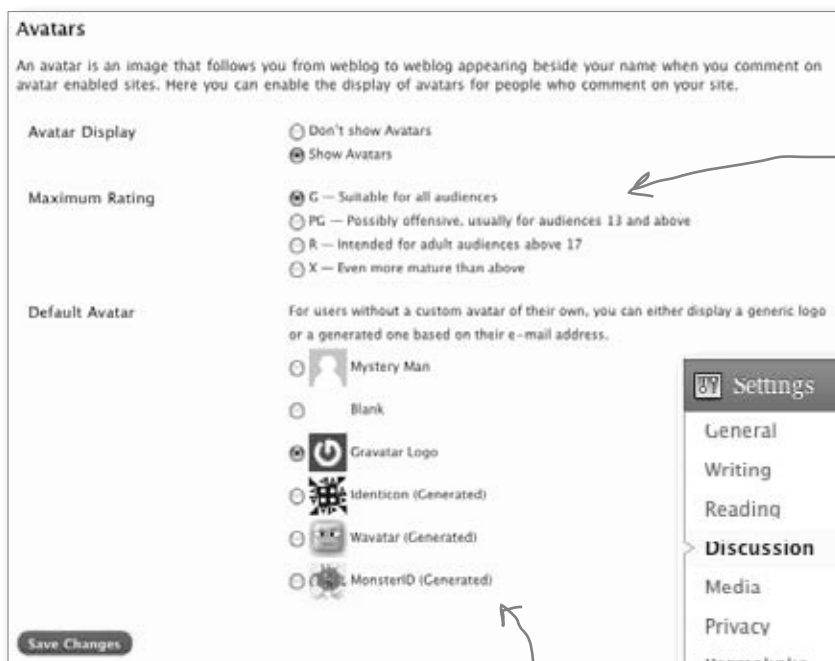 Avatars
An avatar is an image that follows you from weblog to weblog appearing beside your name when you comment on
avatar enabled sites. Here you can enable the display of avatars for people who comment on your site.
Avatar Display
Don't show Avatars
Show Avatars
Maximum Rating
G — Suitable for all audiences
PG — Possibly offensive, usually for audiences 13 and above
R — Intended for adult audiences above 17
X — Even more mature than above
Default Avatar
For users without a custom avatar of their own, you can either display a generic logo
or a generated one based on their e-mail address.
Mystery Man
Blank
Gravatar Logo
Identicon (Generated)
Wavatar (Generated)
MonsterID (Generated)
Save Changes
Settings
General
Writing
Reading
Discussion
Media
Privacy